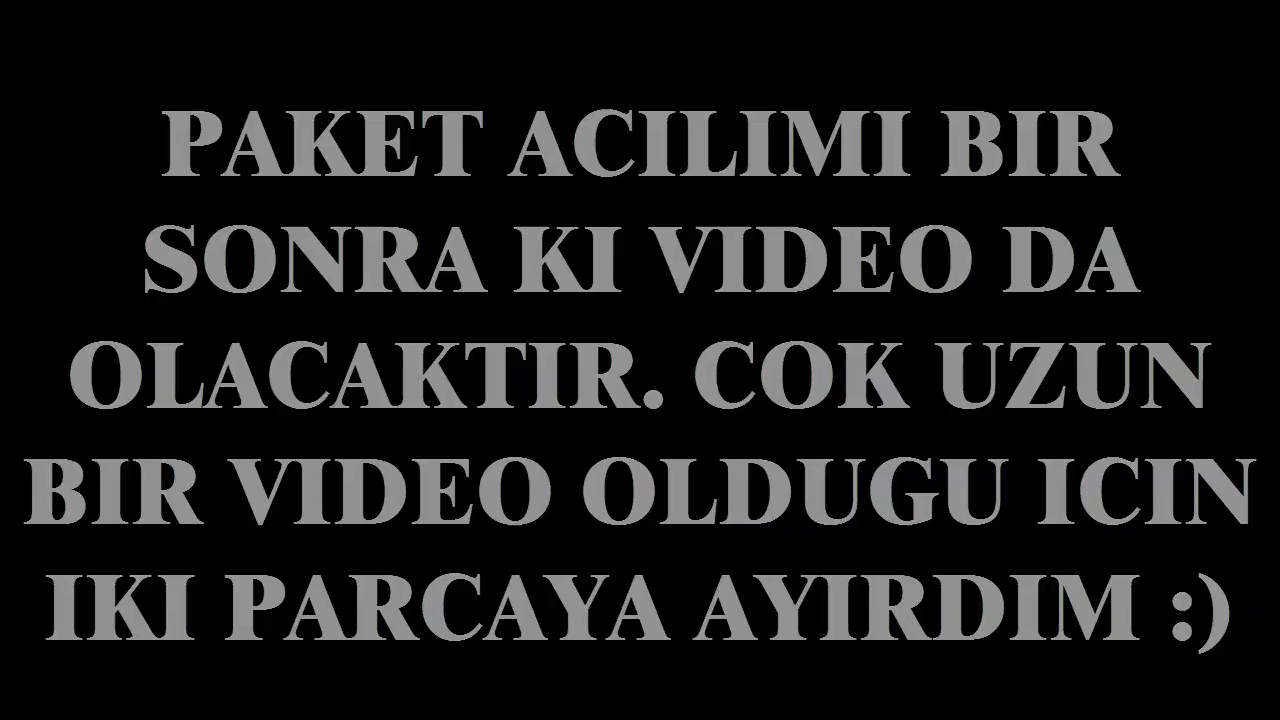 PAKET ACILIMI BIR
SONRA KI VIDEO DA
OLACAKTIR. COK UZUN
BIR VIDEO OLDUGU ICIN
IKI PARCAYA AYIRDIM :)